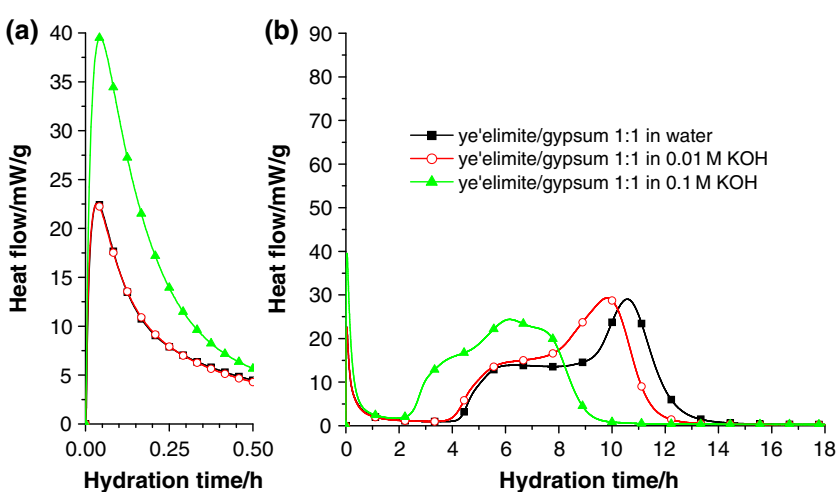 (a)
40
35
30
25
20
15
10
5
0
Heat flow/mW/g
0.00 0.25 0.50
Hydration time/h
(b)
90
80
70
60
50
40
30
20
10
0
Heat flow/mW/g
ye'elimite/gypsum 1:1 in water
ye'elimite/gypsum 1:1 in 0.01 M KOH
ye'elimite/gypsum 1:1 in 0.1 M KOH
0 2 4 6 8 10 12 14 16 18
Hydration time/h